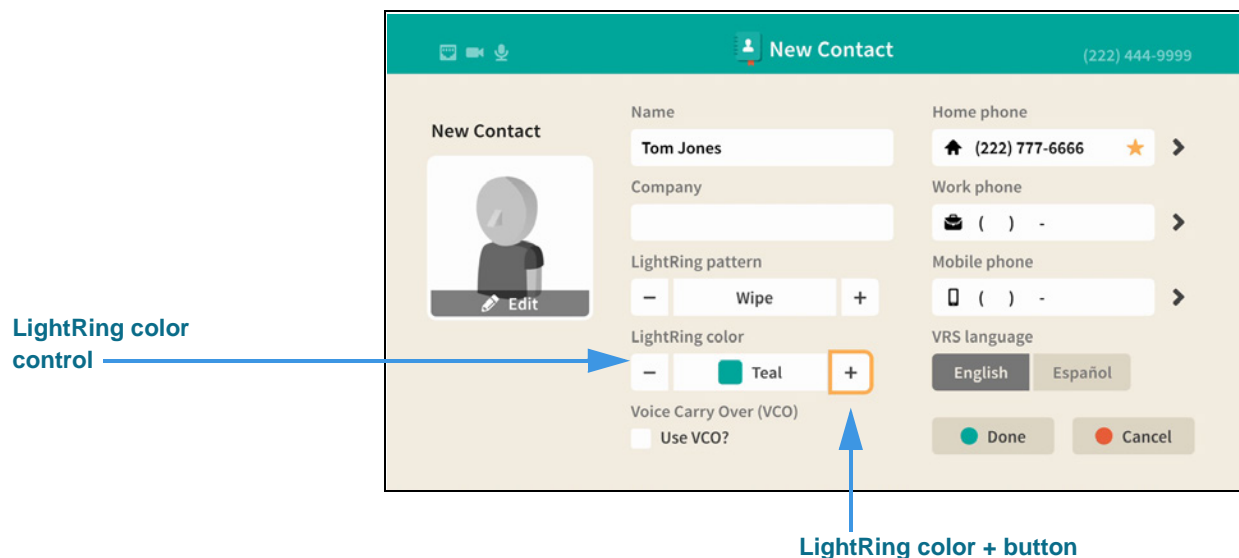 New Contact
(222) 444-9999
New Contact
Edit
Name
Tom Jones
Company
LightRing pattern
− Wipe +
LightRing color
− Teal +
Voice Carry Over (VCO)
Use VCO?
Home phone
(222) 777-6666
Work phone
( ) -
Mobile phone
( ) -
VRS language
English Español
Done Cancel
LightRing color
control
LightRing color + button